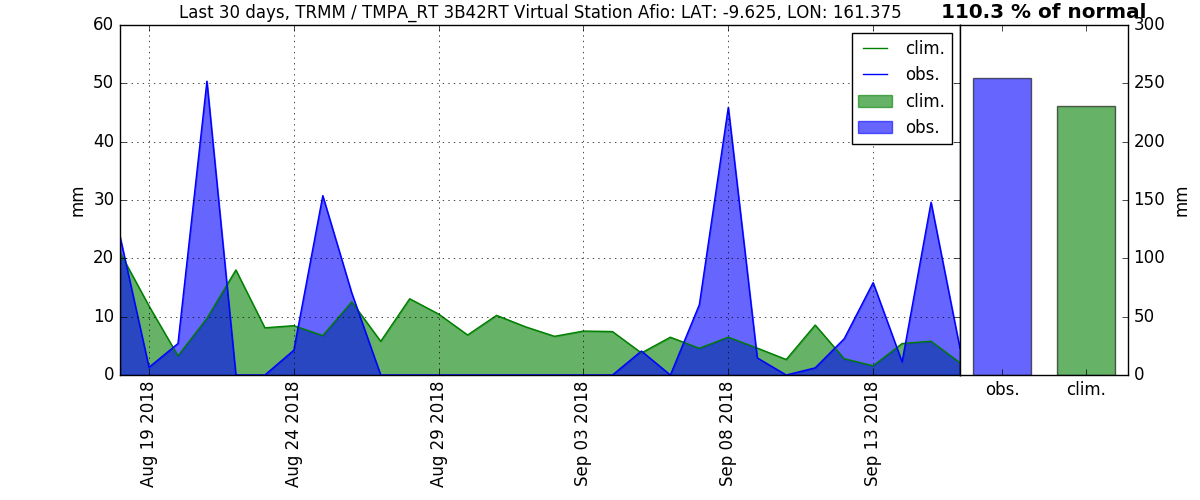 Last 30 days, TRMM / TMPA_RT 3B42RT Virtual Station Afio: LAT: -9.625, LON: 161.375
110.3 % of normal
60
50
40
30
20
10
0
mm
clim.
obs.
clim.
obs.
Aug 19 2018
Aug 24 2018
Aug 29 2018
Sep 03 2018
Sep 08 2018
Sep 13 2018
300
250
200
150
100
50
0
mm
obs.
clim.